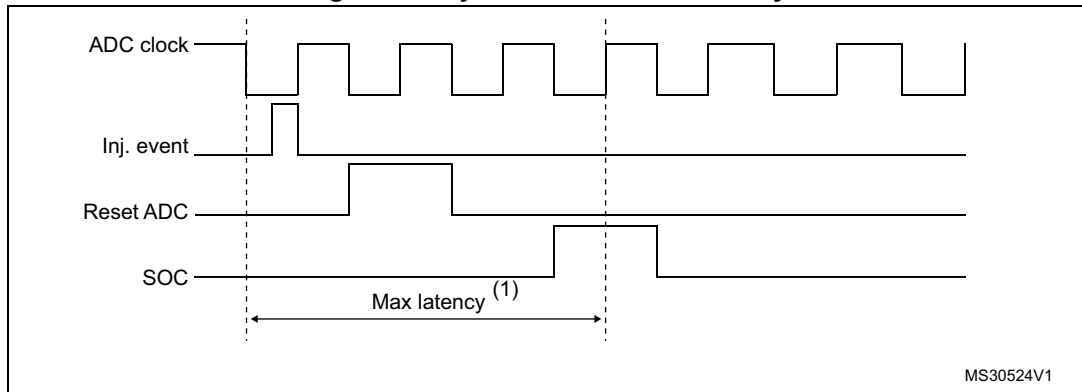 ADC clock
Inj. event
Reset ADC
SOC
Max latency (1)
MS30524V1